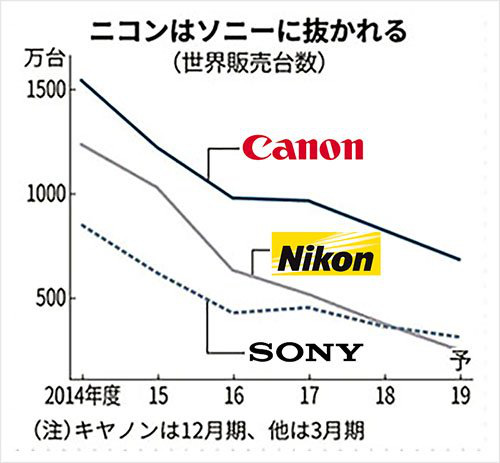 ニコンはソニーに抜かれる
（世界販売台数）
万台
1500
Canon
1000
Nikon
500
SONY
予
2014年度 15 16 17 18 19
（注）キヤノンは12月期、他は3月期